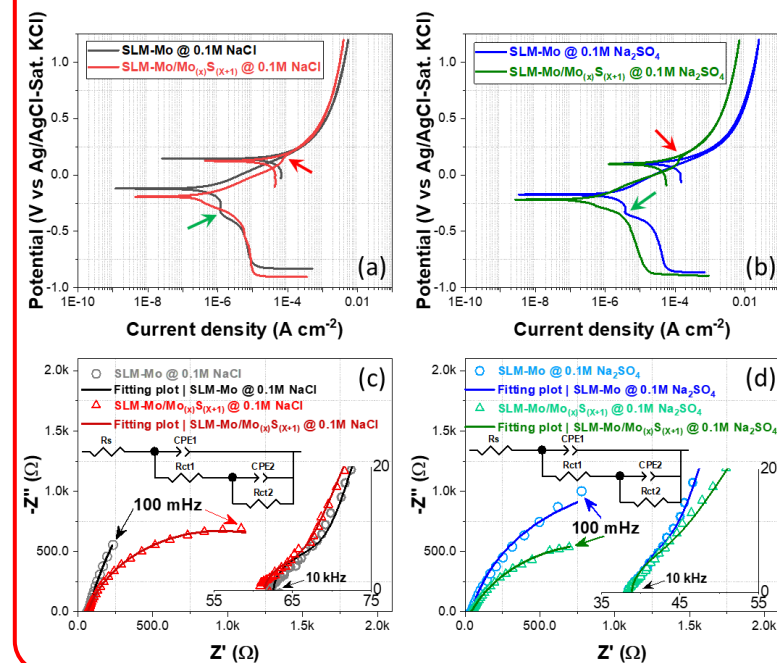 SLM-Mo @ 0.1M NaCl
SLM-Mo/Mo(x)S(X+1) @ 0.1M NaCl
Potential (V vs Ag/AgCl-Sat. KCl)
1.0
0.5
0.0
-0.5
-1.0
1E-10
1E-8
1E-6
1E-4
0.01
Current density (A cm-2)
(a)
SLM-Mo @ 0.1M Na2SO4
SLM-Mo/Mo(x)S(X+1) @ 0.1M Na2SO4
Potential (V vs Ag/AgCl-Sat. KCl)
1.0
0.5
0.0
-0.5
-1.0
1E-10
1E-8
1E-6
1E-4
0.01
Current density (A cm-2)
(b)
SLM-Mo @ 0.1M NaCl
Fitting plot | SLM-Mo @ 0.1M NaCl
SLM-Mo/Mo(x)S(X+1) @ 0.1M NaCl
Fitting plot | SLM-Mo/Mo(x)S(X+1) @ 0.1M NaCl
(c)
Rs
CPE1
Rct1
CPE2
Rct2
100 mHz
10 kHz
20
0
55
65
75
-Z'' (Ω)
2.0k
1.5k
1.0k
500.0
0.0
0.0
500.0
1.0k
1.5k
2.0k
Z' (Ω)
SLM-Mo @ 0.1M Na2SO4
Fitting plot | SLM-Mo @ 0.1M Na2SO4
SLM-Mo/Mo(x)S(X+1) @ 0.1M Na2SO4
Fitting plot | SLM-Mo/Mo(x)S(X+1) @ 0.1M Na2SO4
(d)
Rs
CPE1
Rct1
CPE2
Rct2
100 mHz
10 kHz
20
0
35
45
55
-Z'' (Ω)
2.0k
1.5k
1.0k
500.0
0.0
0.0
500.0
1.0k
1.5k
2.0k
Z' (Ω)